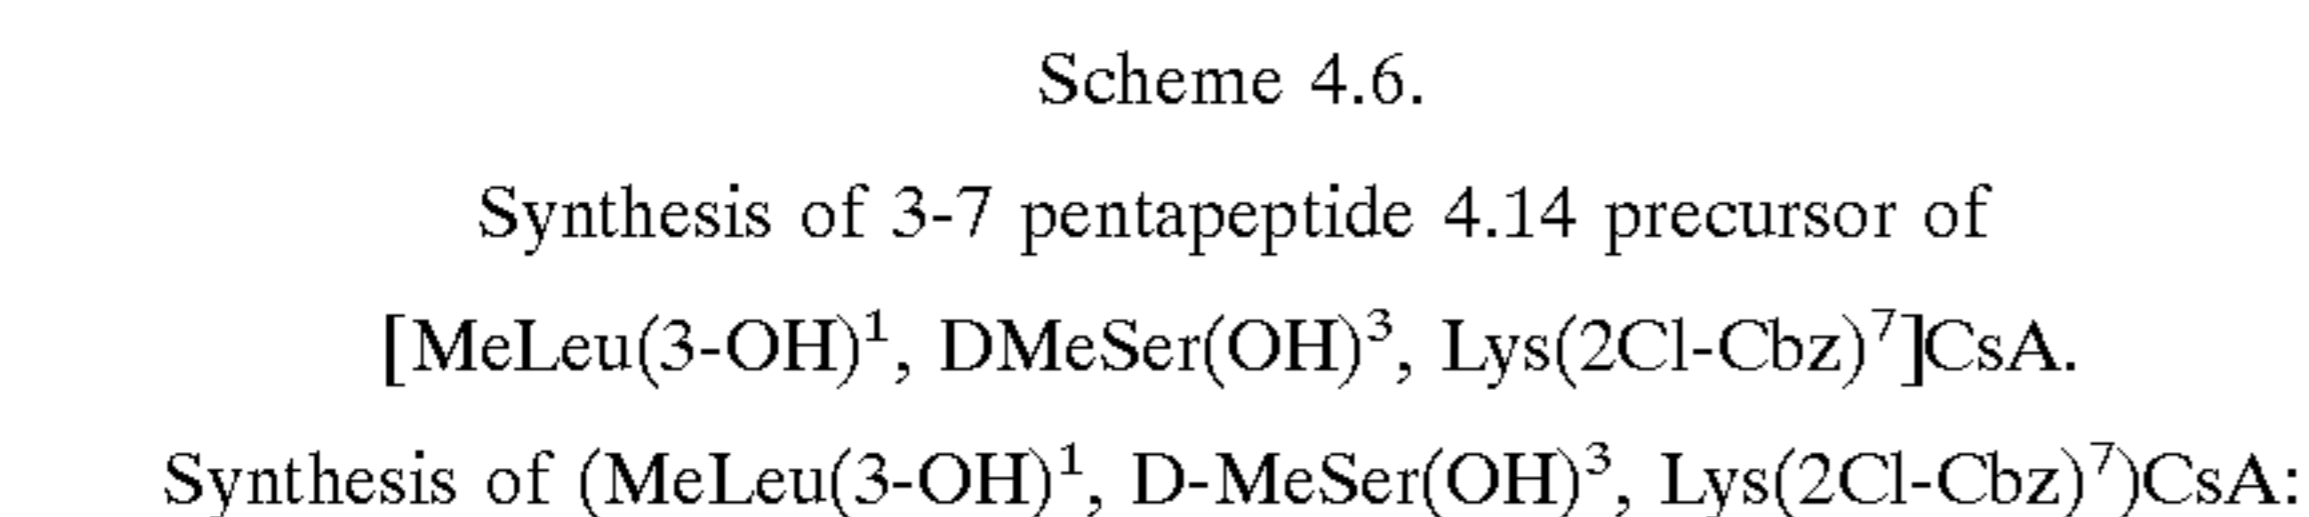 Scheme 4.6.
Synthesis of 3-7 pentapeptide 4.14 precursor of
[MeLeu(3-OH)¹, DMeSer(OH)³, Lys(2Cl-Cbz)⁷]CsA.
Synthesis of (MeLeu(3-OH)¹, D-MeSer(OH)³, Lys(2Cl-Cbz)⁷)CsA: